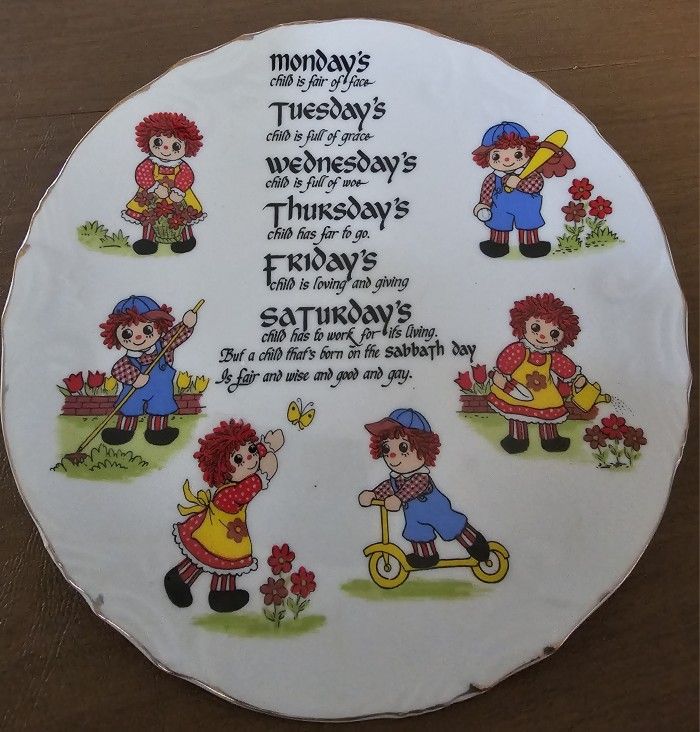 monday's
child is fair of face
Tuesday's
child is full of grace
wednesday's
child is full of woe
Thursday's
child has far to go.
Friday's
child is loving and giving
saturday's
child has to work for its living.
But a child that's born on the sabbath day
Is fair and wise and good and gay.